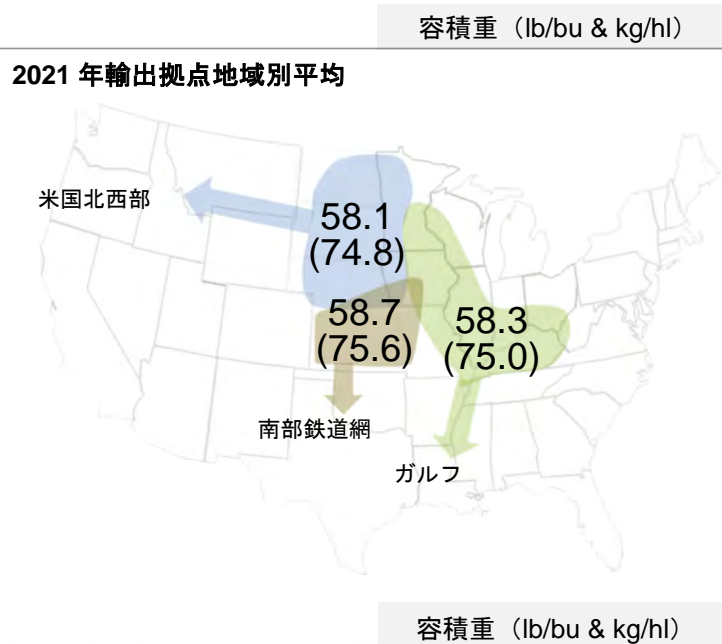 容積重（lb/bu & kg/hl）
2021 年輸出拠点地域別平均
米国北西部
58.1
(74.8)
58.7
(75.6)
58.3
(75.0)
南部鉄道網
ガルフ
容積重（lb/bu & kg/hl）